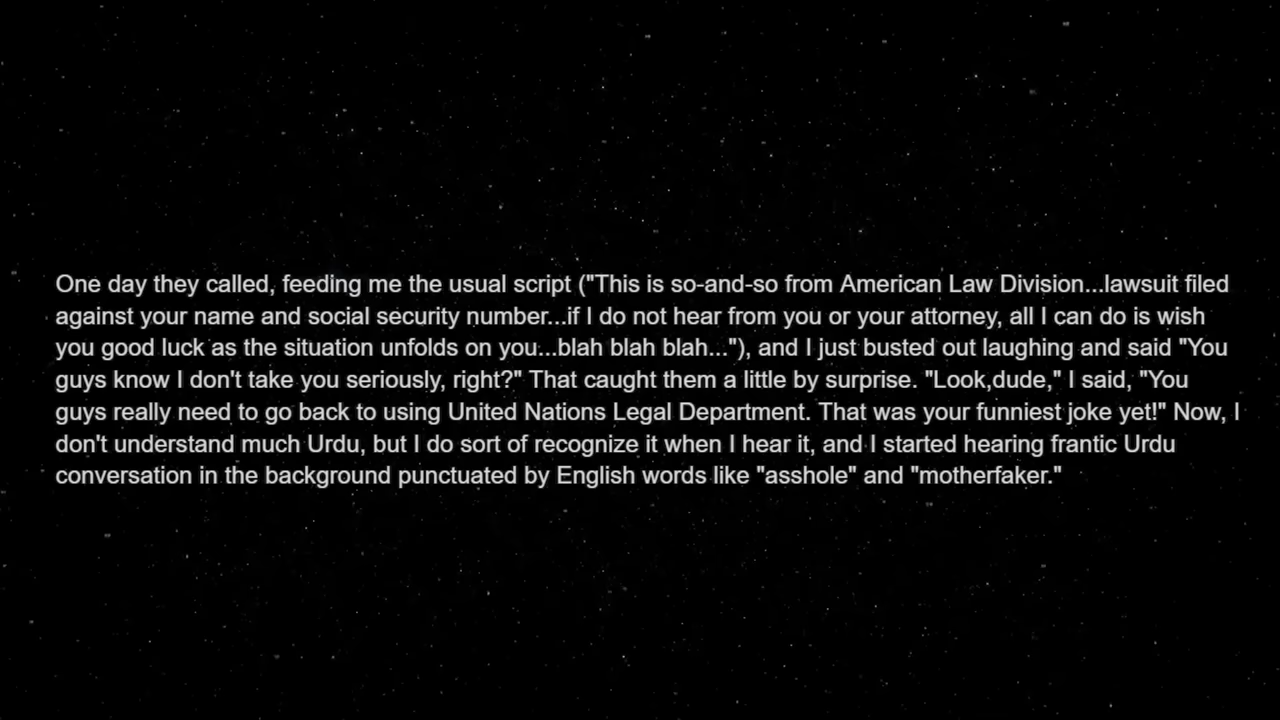 One day they called, feeding me the usual script ("This is so-and-so from American Law Division...lawsuit filed
against your name and social security number...if I do not hear from you or your attorney, all I can do is wish
you good luck as the situation unfolds on you...blah blah blah..."), and I just busted out laughing and said "You
guys know I don't take you seriously, right?" That caught them a little by surprise. "Look,dude," I said, "You
guys really need to go back to using United Nations Legal Department. That was your funniest joke yet!" Now, I
don't understand much Urdu, but I do sort of recognize it when I hear it, and I started hearing frantic Urdu
conversation in the background punctuated by English words like "asshole" and "motherfaker."